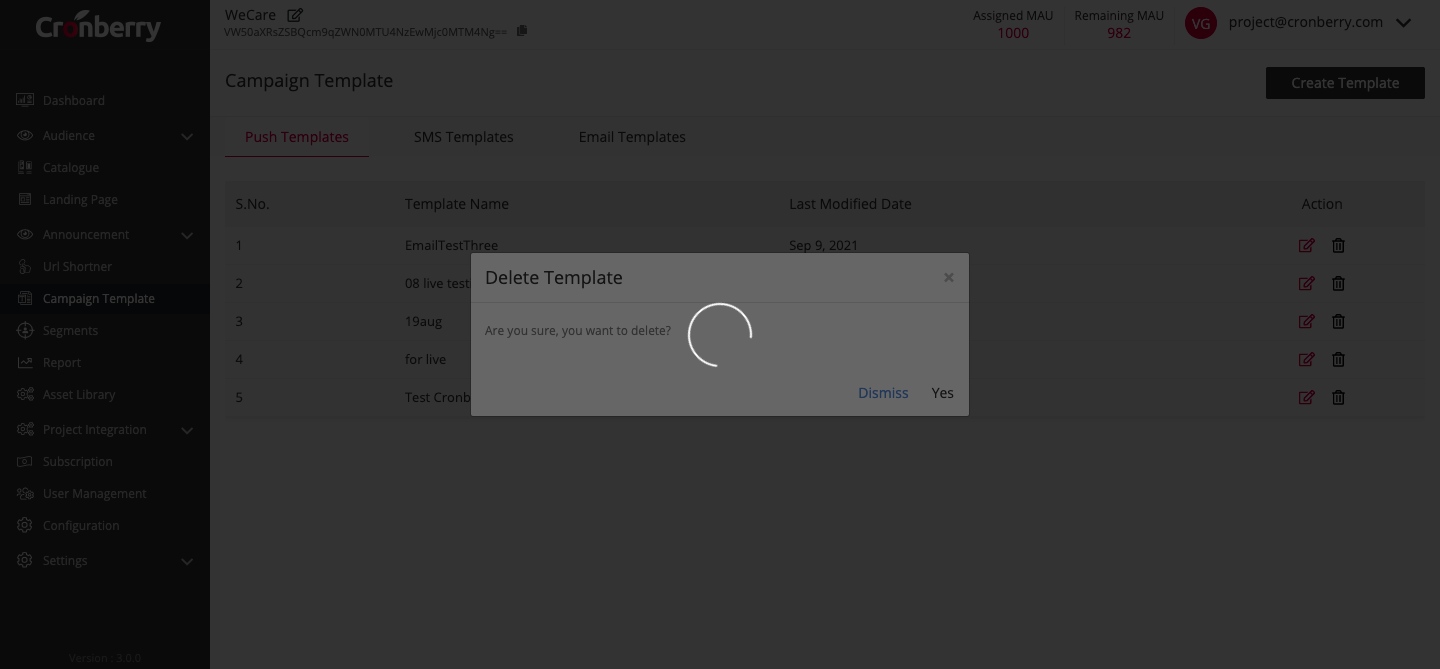 Cronberry
WeCare
VW50aXRsZSBQcm9qZWN0MTU4NzEwMjc0MTM4Ng==
Assigned MAU
1000
Remaining MAU
982
VG
project@cronberry.com
Dashboard
Audience
Catalogue
Landing Page
Announcement
Url Shortner
Campaign Template
Segments
Report
Asset Library
Project Integration
Subscription
User Management
Configuration
Settings
Version : 3.0.0
Campaign Template
Create Template
Push Templates SMS Templates Email Templates
S.No. Template Name Last Modified Date Action
1 EmailTestThree Sep 9, 2021
2 08 live test
3 19aug
4 for live
5 Test Cronb
Delete Template ×
Are you sure, you want to delete?
Dismiss Yes